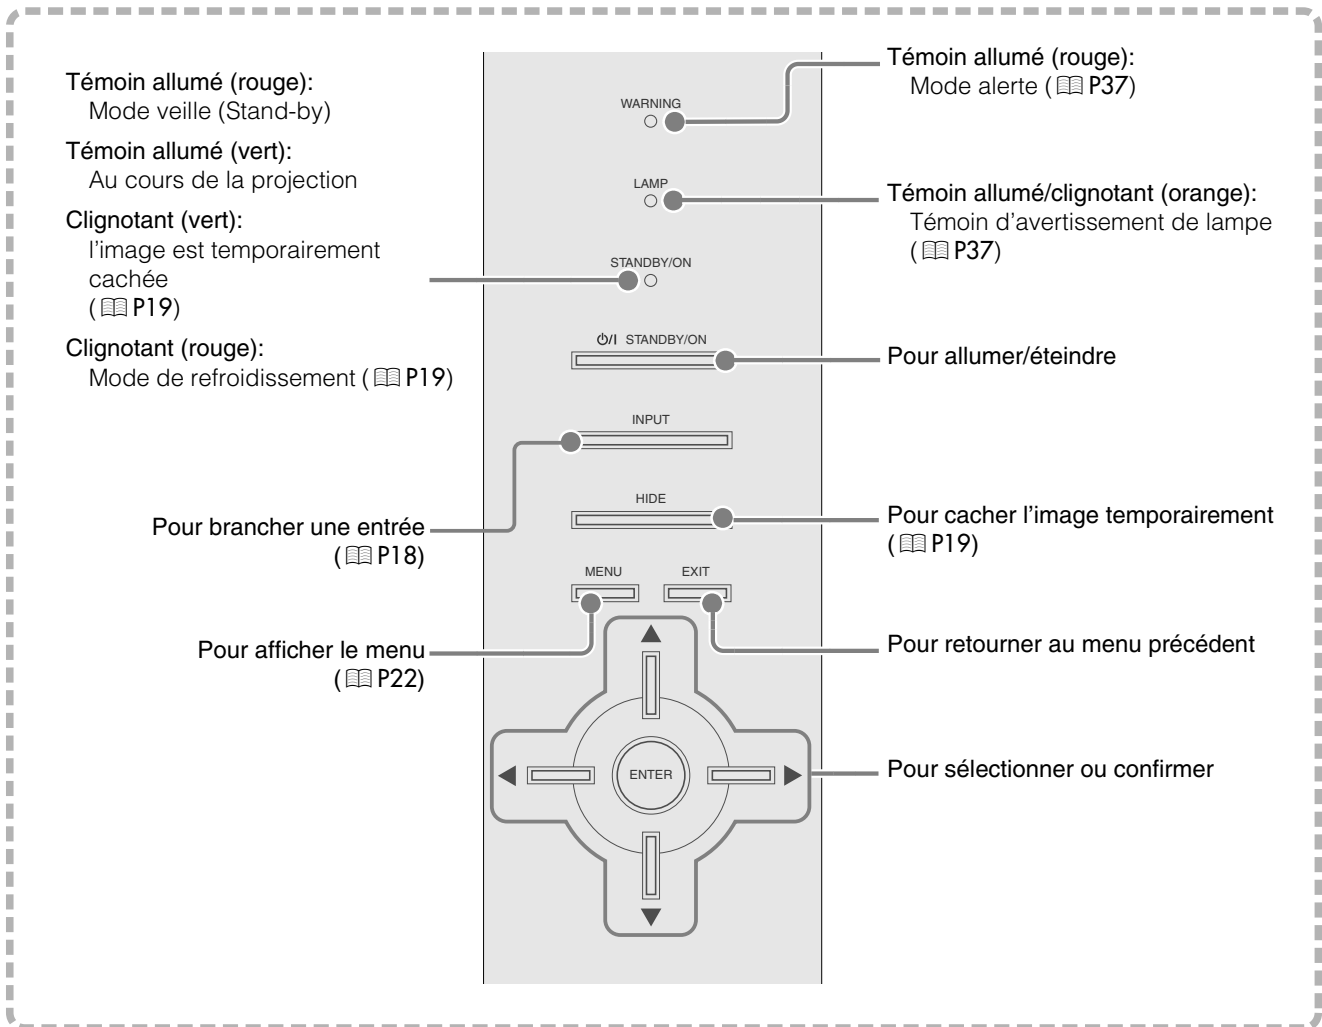 Témoin allumé (rouge):
Mode veille (Stand-by)
Témoin allumé (vert):
Au cours de la projection
Clignotant (vert):
l'image est temporairement
cachée
( P19)
Clignotant (rouge):
Mode de refroidissement ( P19)
Pour brancher une entrée
( P18)
Pour afficher le menu
( P22)
WARNING
LAMP
STANDBY/ON
⏻/I STANDBY/ON
INPUT
HIDE
MENU
EXIT
ENTER
Témoin allumé (rouge):
Mode alerte ( P37)
Témoin allumé/clignotant (orange):
Témoin d'avertissement de lampe
( P37)
Pour allumer/éteindre
Pour cacher l'image temporairement
( P19)
Pour retourner au menu précédent
Pour sélectionner ou confirmer